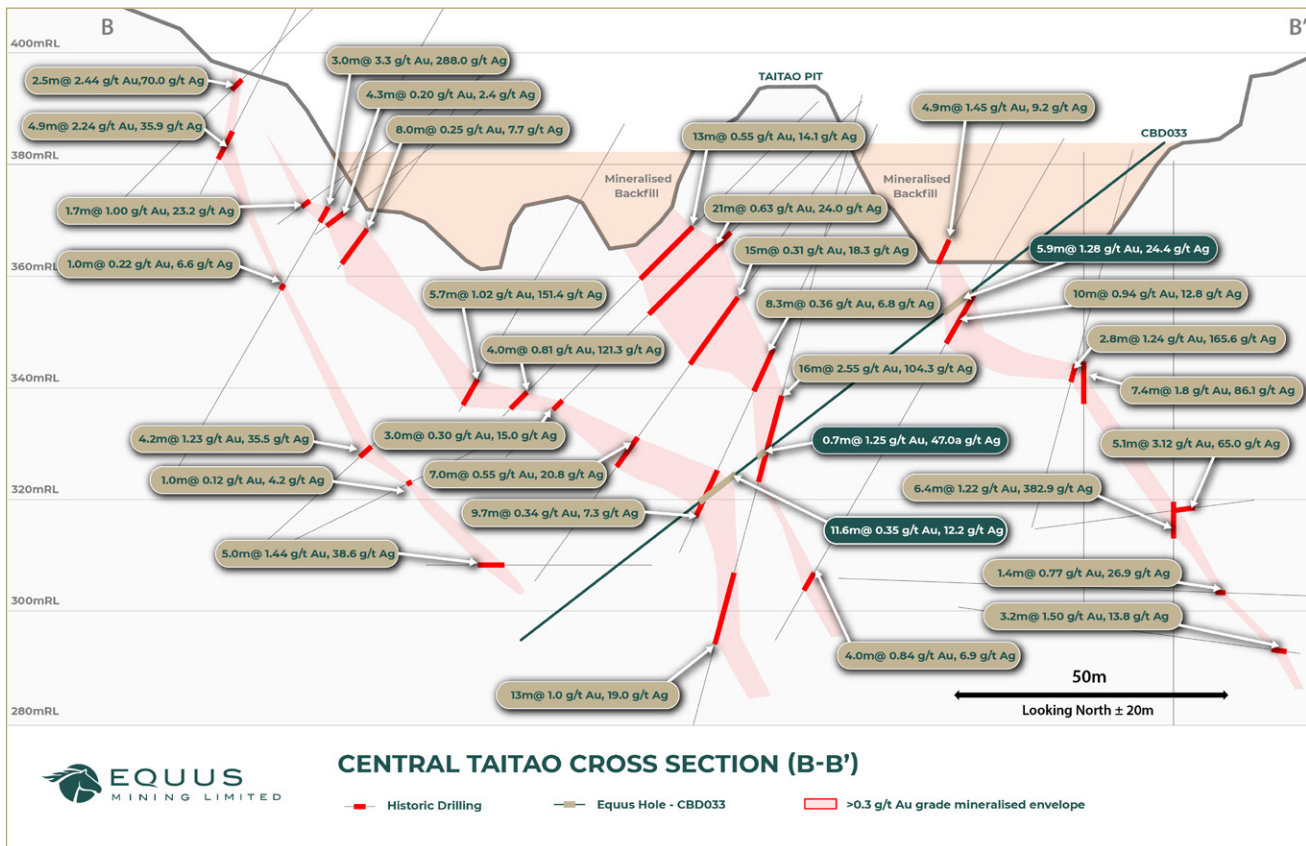 B
B'
400mRL
380mRL
360mRL
340mRL
320mRL
300mRL
280mRL
TAITAO PIT
CBD033
Mineralised
Backfill
Mineralised
Backfill
2.5m@ 2.44 g/t Au,70.0 g/t Ag
3.0m@ 3.3 g/t Au, 288.0 g/t Ag
4.3m@ 0.20 g/t Au, 2.4 g/t Ag
8.0m@ 0.25 g/t Au, 7.7 g/t Ag
4.9m@ 2.24 g/t Au, 35.9 g/t Ag
4.9m@ 1.45 g/t Au, 9.2 g/t Ag
13m@ 0.55 g/t Au, 14.1 g/t Ag
1.7m@ 1.00 g/t Au, 23.2 g/t Ag
21m@ 0.63 g/t Au, 24.0 g/t Ag
15m@ 0.31 g/t Au, 18.3 g/t Ag
5.9m@ 1.28 g/t Au, 24.4 g/t Ag
1.0m@ 0.22 g/t Au, 6.6 g/t Ag
5.7m@ 1.02 g/t Au, 151.4 g/t Ag
8.3m@ 0.36 g/t Au, 6.8 g/t Ag
10m@ 0.94 g/t Au, 12.8 g/t Ag
4.0m@ 0.81 g/t Au, 121.3 g/t Ag
2.8m@ 1.24 g/t Au, 165.6 g/t Ag
16m@ 2.55 g/t Au, 104.3 g/t Ag
7.4m@ 1.8 g/t Au, 86.1 g/t Ag
4.2m@ 1.23 g/t Au, 35.5 g/t Ag
3.0m@ 0.30 g/t Au, 15.0 g/t Ag
0.7m@ 1.25 g/t Au, 47.0a g/t Ag
5.1m@ 3.12 g/t Au, 65.0 g/t Ag
1.0m@ 0.12 g/t Au, 4.2 g/t Ag
7.0m@ 0.55 g/t Au, 20.8 g/t Ag
6.4m@ 1.22 g/t Au, 382.9 g/t Ag
9.7m@ 0.34 g/t Au, 7.3 g/t Ag
11.6m@ 0.35 g/t Au, 12.2 g/t Ag
5.0m@ 1.44 g/t Au, 38.6 g/t Ag
1.4m@ 0.77 g/t Au, 26.9 g/t Ag
3.2m@ 1.50 g/t Au, 13.8 g/t Ag
4.0m@ 0.84 g/t Au, 6.9 g/t Ag
13m@ 1.0 g/t Au, 19.0 g/t Ag
50m
Looking North ± 20m
EQUUS
MINING LIMITED
CENTRAL TAITAO CROSS SECTION (B-B')
Historic Drilling
Equus Hole - CBD033
>0.3 g/t Au grade mineralised envelope